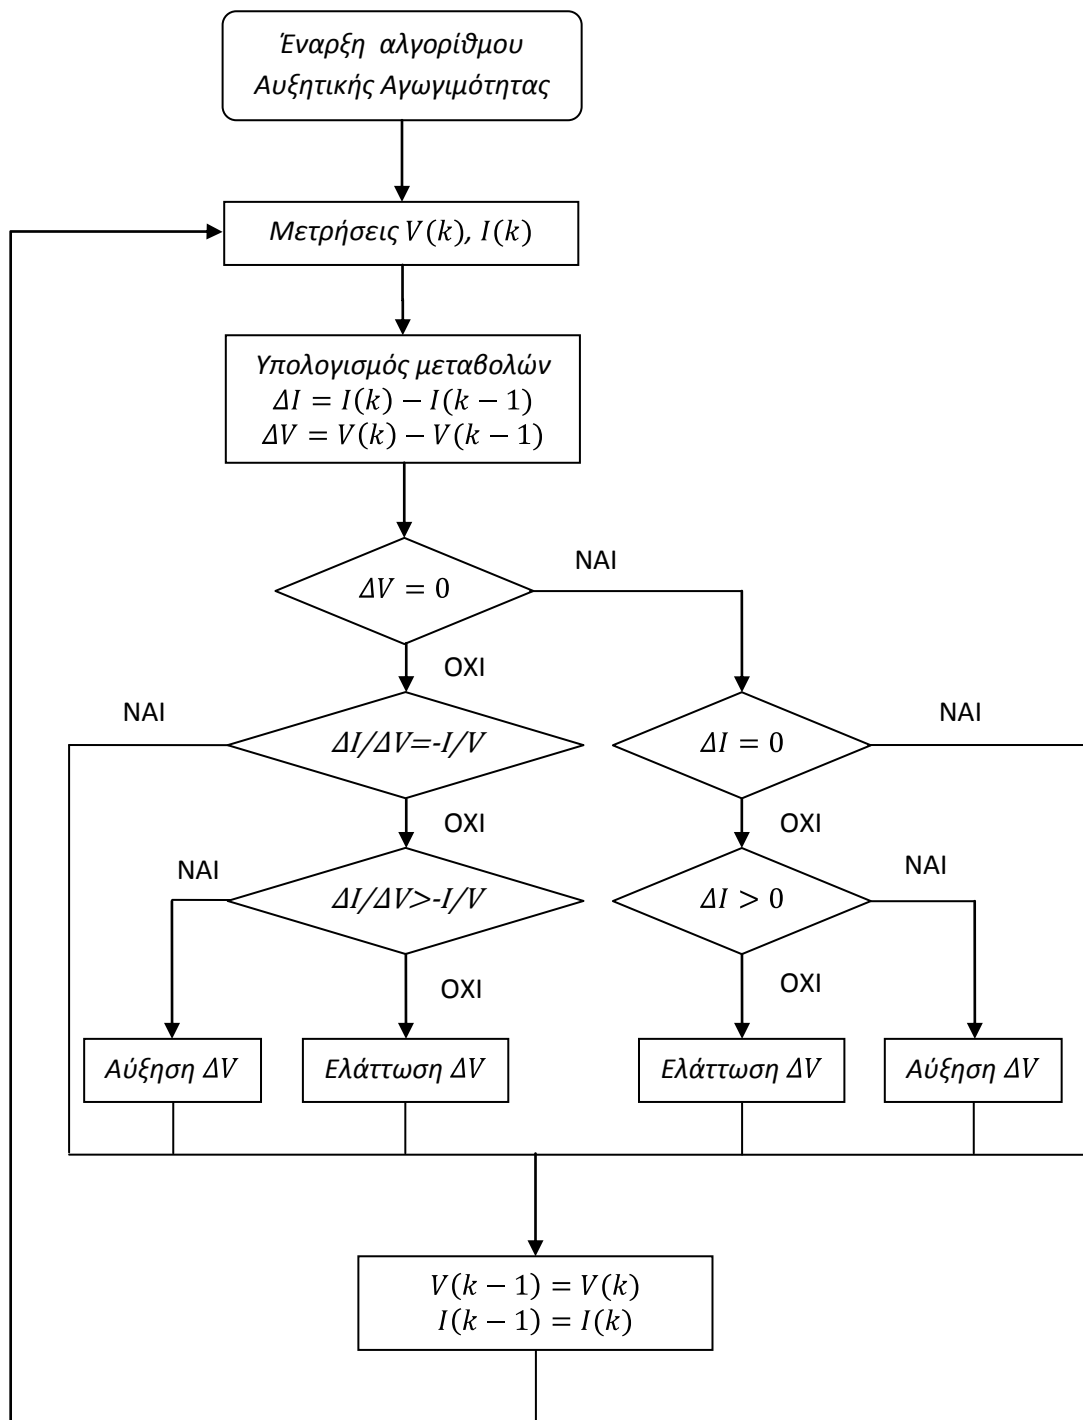 Έναρξη αλγορίθμου
Αυξητικής Αγωγιμότητας
Μετρήσεις V(k), I(k)
Υπολογισμός μεταβολών
ΔI = I(k) − I(k − 1)
ΔV = V(k) − V(k − 1)
ΔV = 0
ΝΑΙ
ΟΧΙ
ΝΑΙ
ΔI/ΔV=-I/V
ΔI = 0
ΝΑΙ
ΟΧΙ
ΟΧΙ
ΝΑΙ
ΔI/ΔV>-I/V
ΔI > 0
ΝΑΙ
ΟΧΙ
ΟΧΙ
Αύξηση ΔV
Ελάττωση ΔV
Ελάττωση ΔV
Αύξηση ΔV
V(k − 1) = V(k)
I(k − 1) = I(k)